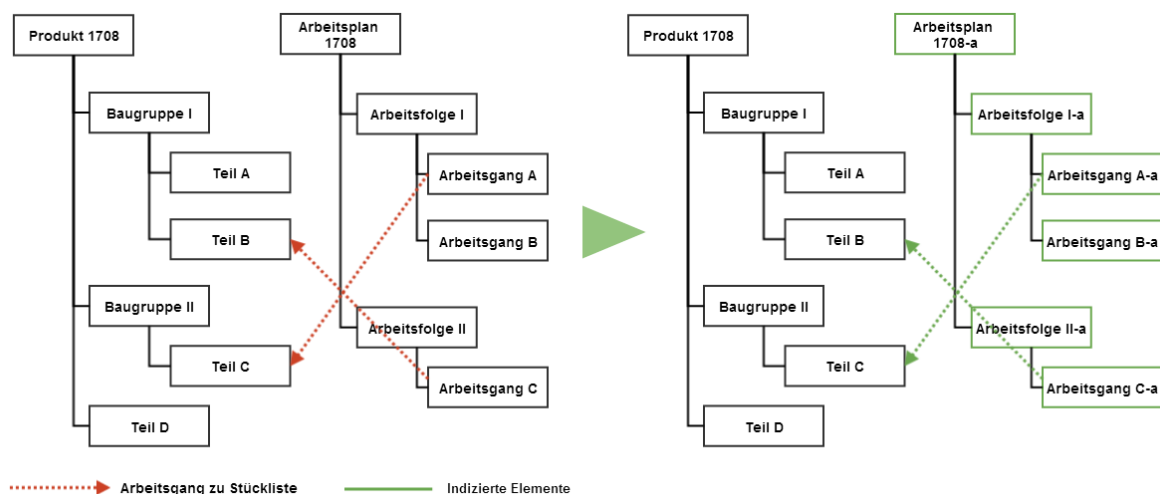 Produkt 1708
Arbeitsplan
1708
Baugruppe I
Arbeitsfolge I
Teil A
Arbeitsgang A
Teil B
Arbeitsgang B
Baugruppe II
Arbeitsfolge II
Teil C
Arbeitsgang C
Teil D
Produkt 1708
Arbeitsplan
1708-a
Baugruppe I
Arbeitsfolge I-a
Teil A
Arbeitsgang A-a
Teil B
Arbeitsgang B-a
Baugruppe II
Arbeitsfolge II-a
Teil C
Arbeitsgang C-a
Teil D
Arbeitsgang zu Stückliste
Indizierte Elemente